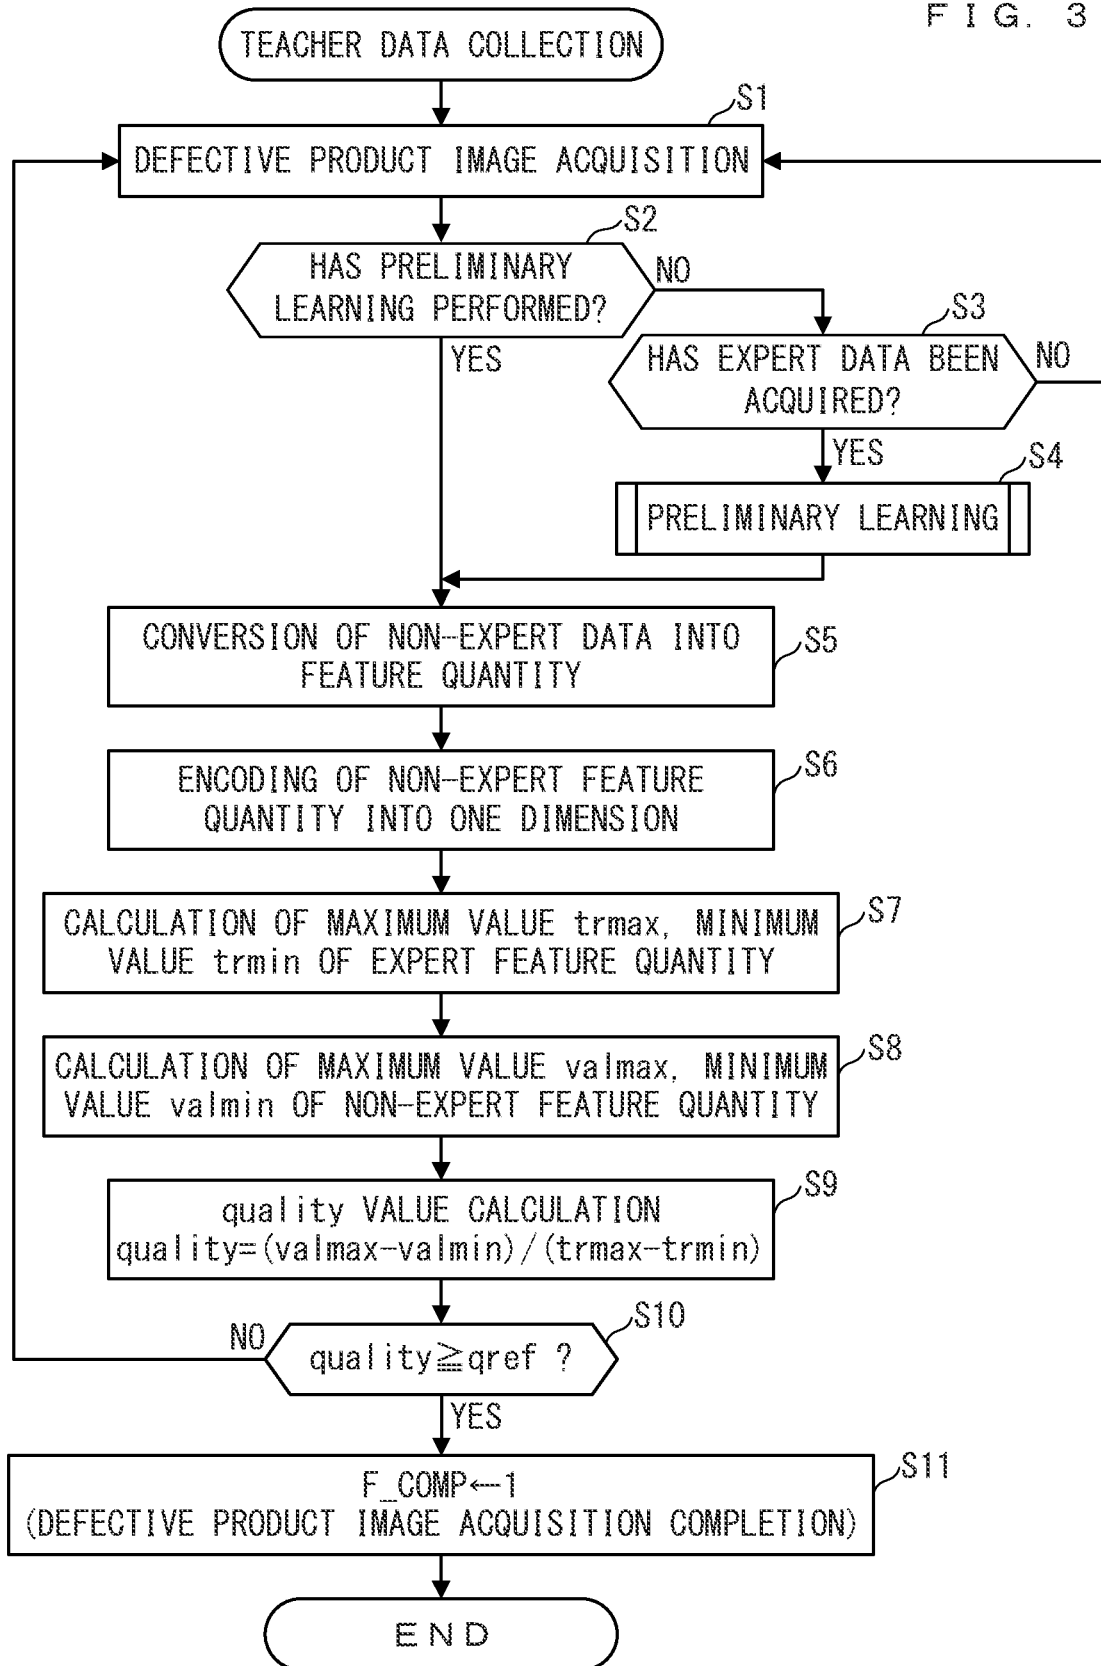 FIG. 3
TEACHER DATA COLLECTION
S1
DEFECTIVE PRODUCT IMAGE ACQUISITION
S2
HAS PRELIMINARY
LEARNING PERFORMED?
NO
YES
S3
HAS EXPERT DATA BEEN
ACQUIRED?
NO
YES
S4
PRELIMINARY LEARNING
S5
CONVERSION OF NON-EXPERT DATA INTO
FEATURE QUANTITY
S6
ENCODING OF NON-EXPERT FEATURE
QUANTITY INTO ONE DIMENSION
S7
CALCULATION OF MAXIMUM VALUE trmax, MINIMUM
VALUE trmin OF EXPERT FEATURE QUANTITY
S8
CALCULATION OF MAXIMUM VALUE valmax, MINIMUM
VALUE valmin OF NON-EXPERT FEATURE QUANTITY
S9
quality VALUE CALCULATION
quality=(valmax-valmin)/(trmax-trmin)
S10
NO
quality≧qref ?
YES
S11
F_COMP←1
(DEFECTIVE PRODUCT IMAGE ACQUISITION COMPLETION)
END